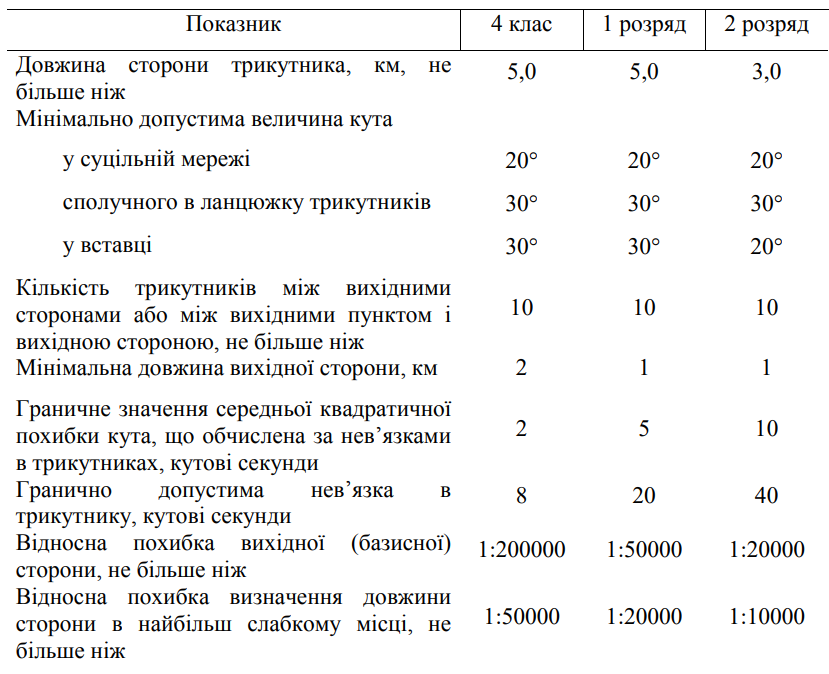 Показник 4 клас 1 розряд 2 розряд
Довжина сторони трикутника, км, не
більше ніж 5,0 5,0 3,0
Мінімально допустима величина кута
у суцільній мережі 20° 20° 20°
сполучного в ланцюжку трикутників 30° 30° 30°
у вставці 30° 30° 20°
Кількість трикутників між вихідними
сторонами або між вихідними пунктом і 10 10 10
вихідною стороною, не більше ніж
Мінімальна довжина вихідної сторони, км 2 1 1
Граничне значення середньої квадратичної
похибки кута, що обчислена за нев’язками 2 5 10
в трикутниках, кутові секунди
Гранично допустима нев’язка в
трикутнику, кутові секунди 8 20 40
Відносна похибка вихідної (базисної)
сторони, не більше ніж 1:200000 1:50000 1:20000
Відносна похибка визначення довжини
сторони в найбільш слабкому місці, не 1:50000 1:20000 1:10000
більше ніж